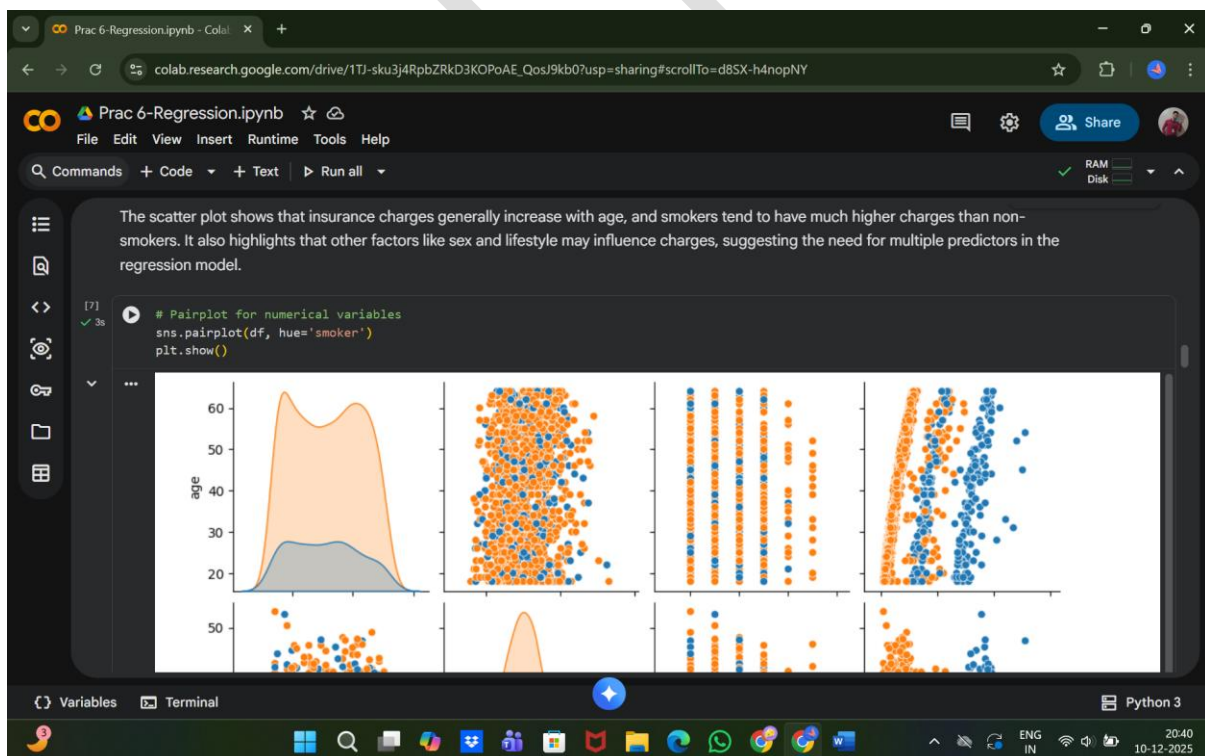 Prac 6-Regression.ipynb - Cola
colab.research.google.com/drive/1TJ-sku3j4RpbZRkD3KOPoAE_QosJ9kb0?usp=sharing#scrollTo=d8SX-h4nopNY
CO
Prac 6-Regression.ipynb
Share
File Edit View Insert Runtime Tools Help
Commands + Code + Text Run all
RAM
Disk
The scatter plot shows that insurance charges generally increase with age, and smokers tend to have much higher charges than non-
smokers. It also highlights that other factors like sex and lifestyle may influence charges, suggesting the need for multiple predictors in the
regression model.
[7]
3s
# Pairplot for numerical variables
sns.pairplot(df, hue='smoker')
plt.show()
60
50
age
40
30
20
50
{} Variables Terminal
Python 3
3
ENG
IN
20:40
10-12-2025